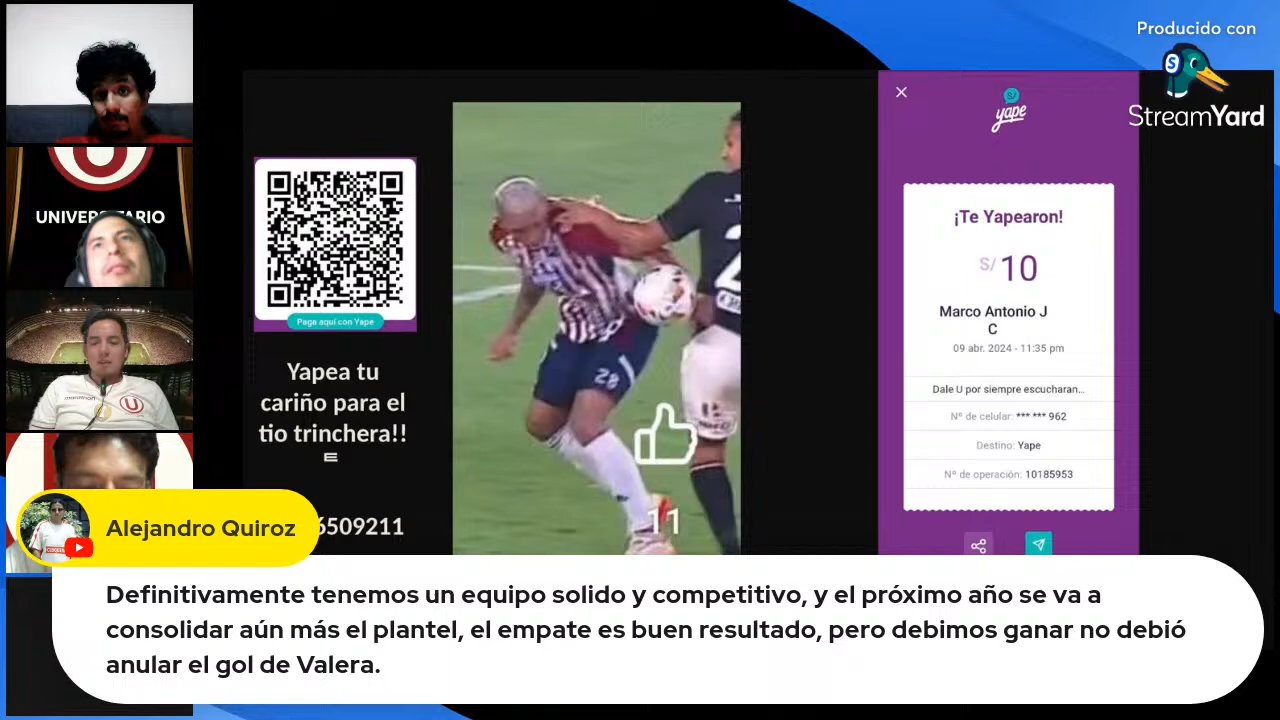 Producido con
StreamYard
UNIVERSITARIO
Paga aquí con Yape
Yapea tu
cariño para el
tio trinchera!!
6509211
28
11
S/
yape
¡Te Yapearon!
S/ 10
Marco Antonio J
C
09 abr. 2024 - 11:35 pm
Dale U por siempre escucharan...
Nº de celular: *** *** 962
Destino: Yape
Nº de operación: 10185953
Alejandro Quiroz
Definitivamente tenemos un equipo solido y competitivo, y el próximo año se va a
consolidar aún más el plantel, el empate es buen resultado, pero debimos ganar no debió
anular el gol de Valera.